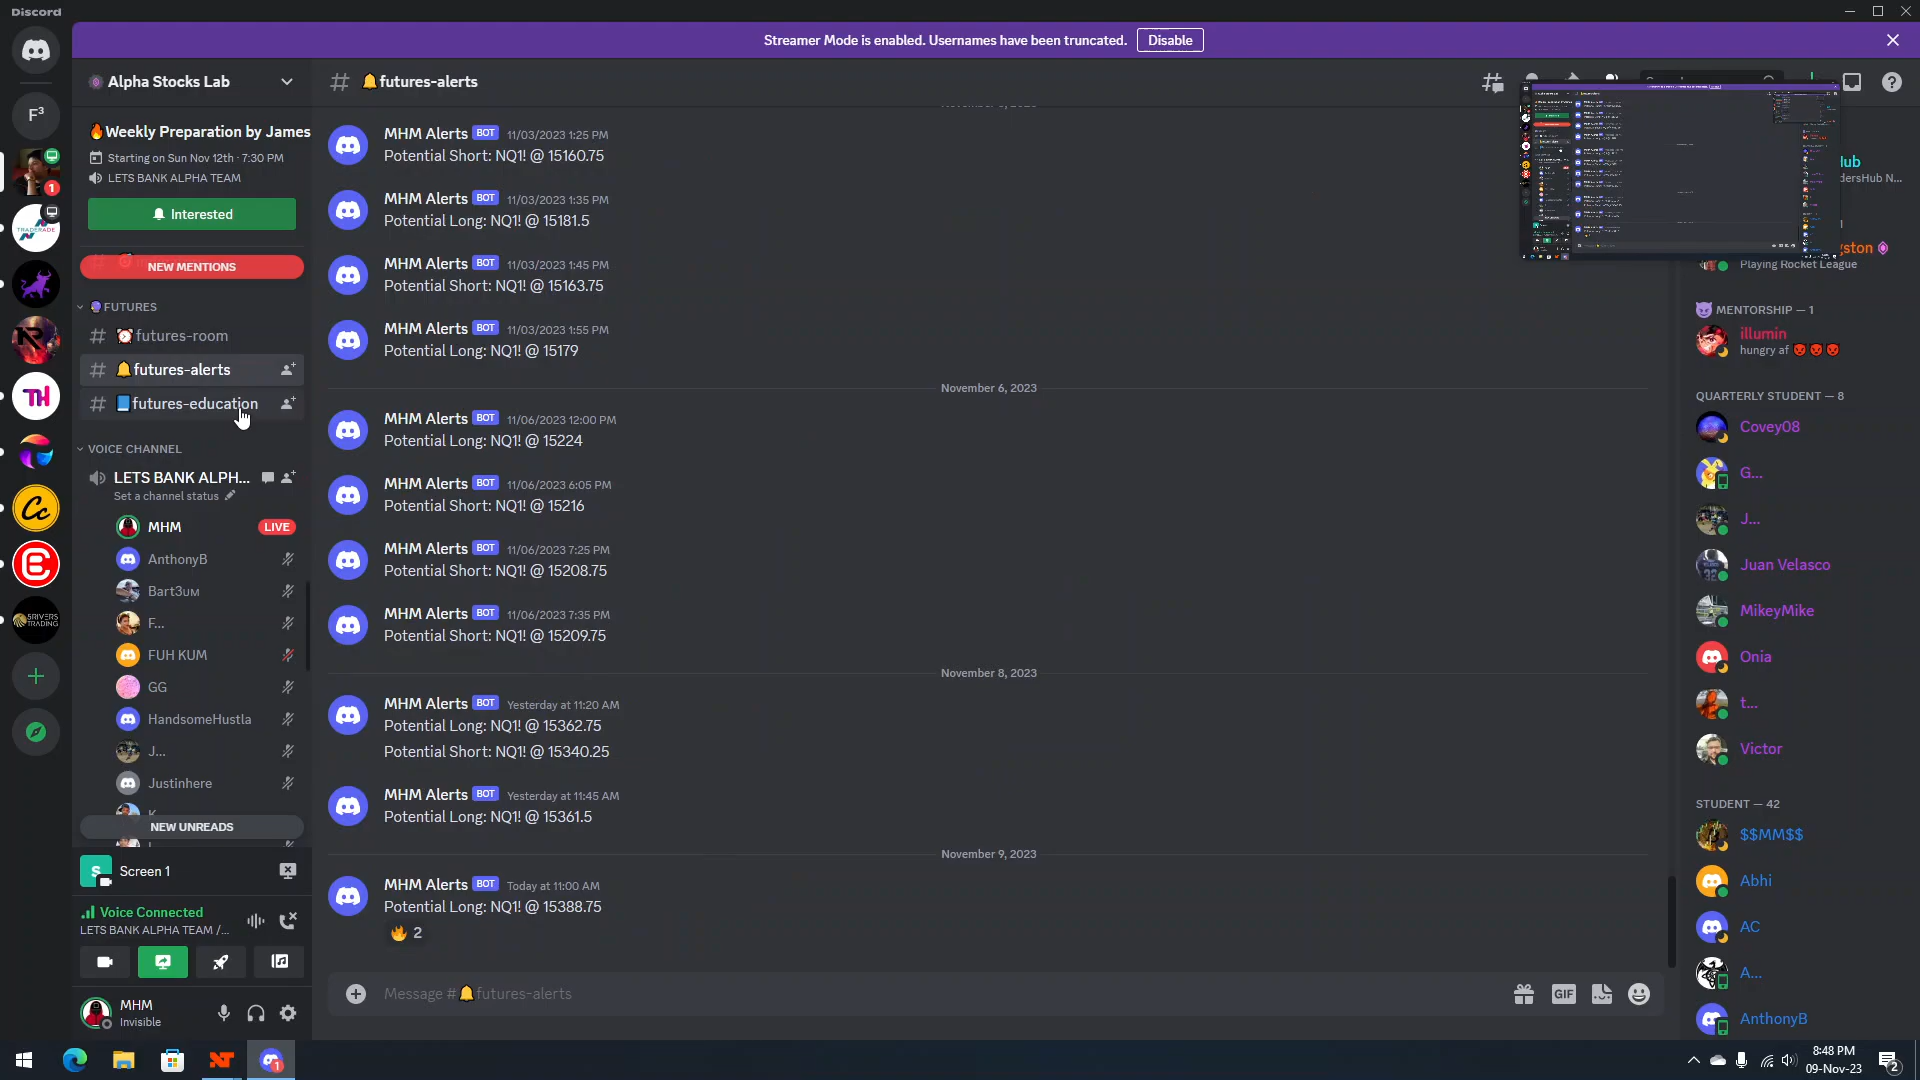 Discord
Streamer Mode is enabled. Usernames have been truncated. Disable
Alpha Stocks Lab
# 🔔futures-alerts
F³
🔥Weekly Preparation by James
Starting on Sun Nov 12th · 7:30 PM
LETS BANK ALPHA TEAM
Interested
NEW MENTIONS
🔮FUTURES
# ⏰futures-room
# 🔔futures-alerts
# 📘futures-education
VOICE CHANNEL
LETS BANK ALPH...
Set a channel status
MHM LIVE
AnthonyB
Bart3ᴜᴍ
F...
FUH KUM
GG
HandsomeHustla
J...
Justinhere
NEW UNREADS
S Screen 1
Voice Connected
LETS BANK ALPHA TEAM /...
MHM
Invisible
TRADERADE
TH
Cc
5RIVERS
TRADING
MHM Alerts BOT 11/03/2023 1:25 PM
Potential Short: NQ1! @ 15160.75
MHM Alerts BOT 11/03/2023 1:35 PM
Potential Long: NQ1! @ 15181.5
MHM Alerts BOT 11/03/2023 1:45 PM
Potential Short: NQ1! @ 15163.75
MHM Alerts BOT 11/03/2023 1:55 PM
Potential Long: NQ1! @ 15179
November 6, 2023
MHM Alerts BOT 11/06/2023 12:00 PM
Potential Long: NQ1! @ 15224
MHM Alerts BOT 11/06/2023 6:05 PM
Potential Short: NQ1! @ 15216
MHM Alerts BOT 11/06/2023 7:25 PM
Potential Short: NQ1! @ 15208.75
MHM Alerts BOT 11/06/2023 7:35 PM
Potential Short: NQ1! @ 15209.75
November 8, 2023
MHM Alerts BOT Yesterday at 11:20 AM
Potential Long: NQ1! @ 15362.75
Potential Short: NQ1! @ 15340.25
MHM Alerts BOT Yesterday at 11:45 AM
Potential Long: NQ1! @ 15361.5
November 9, 2023
MHM Alerts BOT Today at 11:00 AM
Potential Long: NQ1! @ 15388.75
🔥 2
Message #🔔futures-alerts
GIF
Playing Rocket League
😈 MENTORSHIP — 1
illumin
hungry af 👿👿👿
QUARTERLY STUDENT — 8
Covey08
G...
J...
Juan Velasco
MikeyMike
Onia
t...
Victor
STUDENT — 42
$$MM$$
Abhi
AC
A...
AnthonyB
8:48 PM
09-Nov-23
2